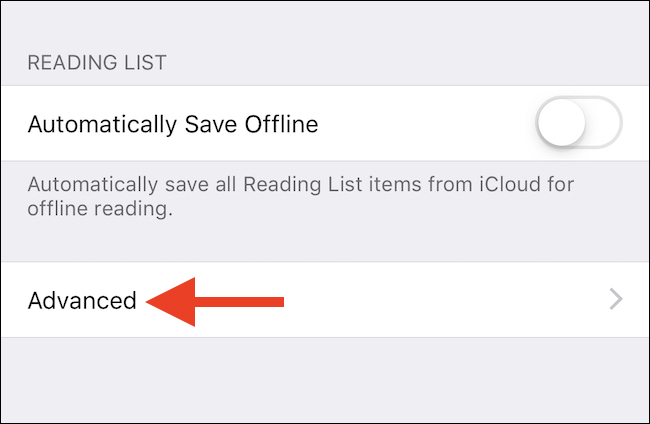 READING LIST
Automatically Save Offline
Automatically save all Reading List items from iCloud for
offline reading.
Advanced